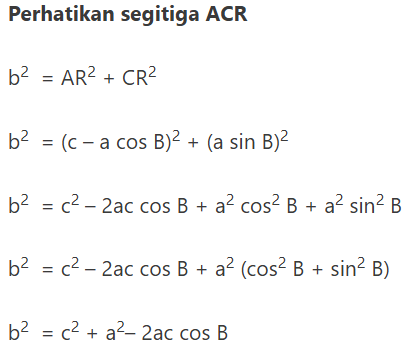 Perhatikan segitiga ACR
b² = AR² + CR²
b² = (c – a cos B)² + (a sin B)²
b² = c² – 2ac cos B + a² cos² B + a² sin² B
b² = c² – 2ac cos B + a² (cos² B + sin² B)
b² = c² + a²– 2ac cos B